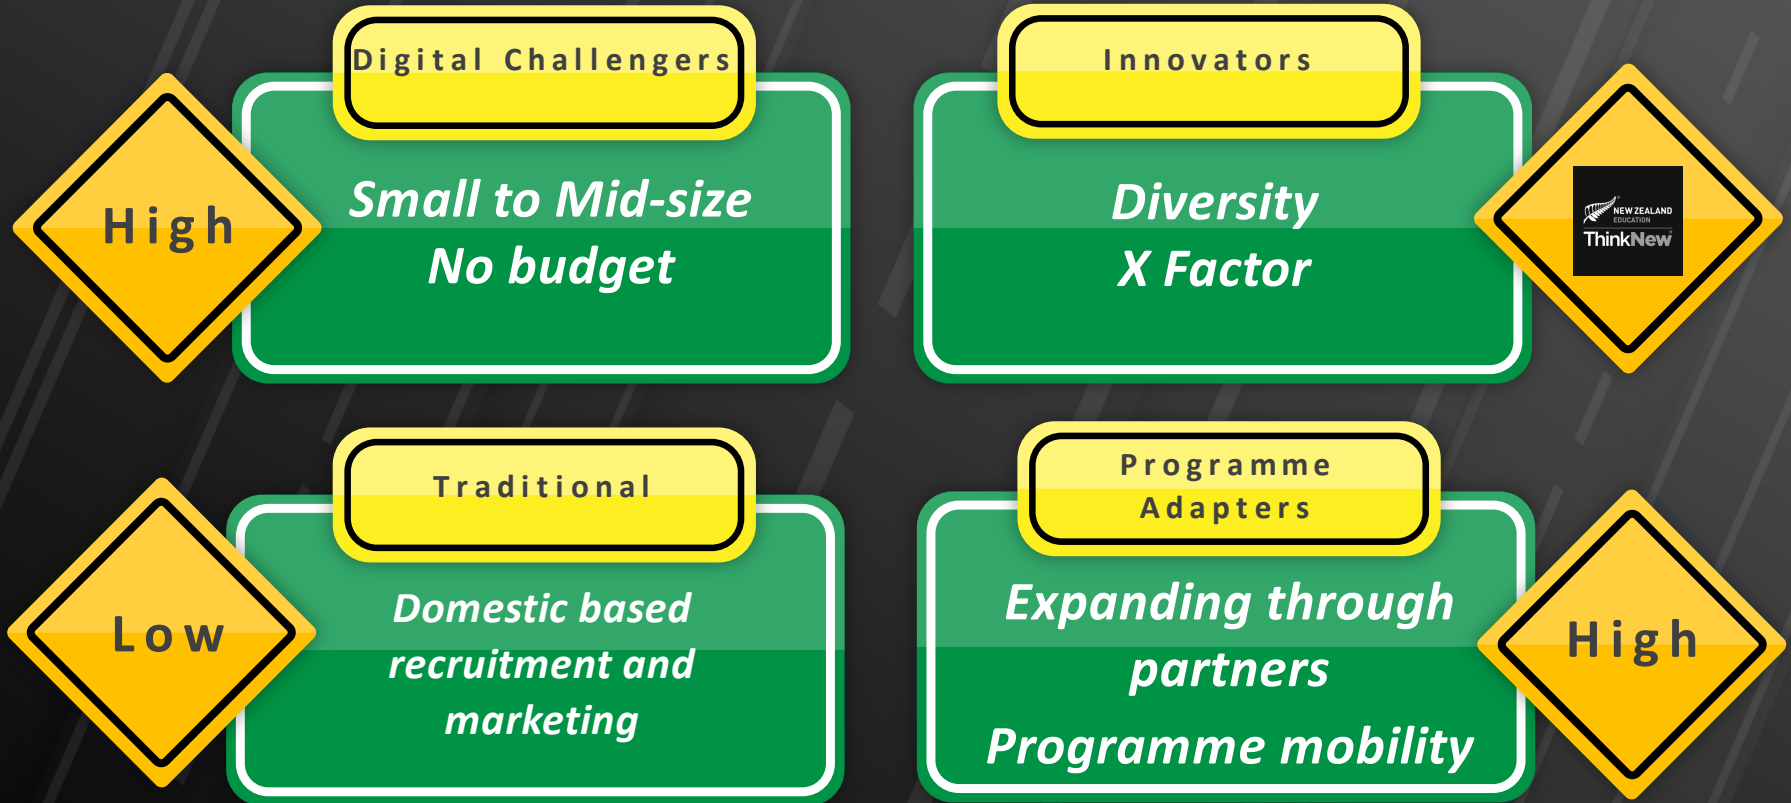 Digital Challengers
High
Small to Mid-size
No budget
Innovators
Diversity
X Factor
NEW ZEALAND
EDUCATION
ThinkNew
Traditional
Low
Domestic based
recruitment and
marketing
Programme
Adapters
Expanding through
partners
Programme mobility
High